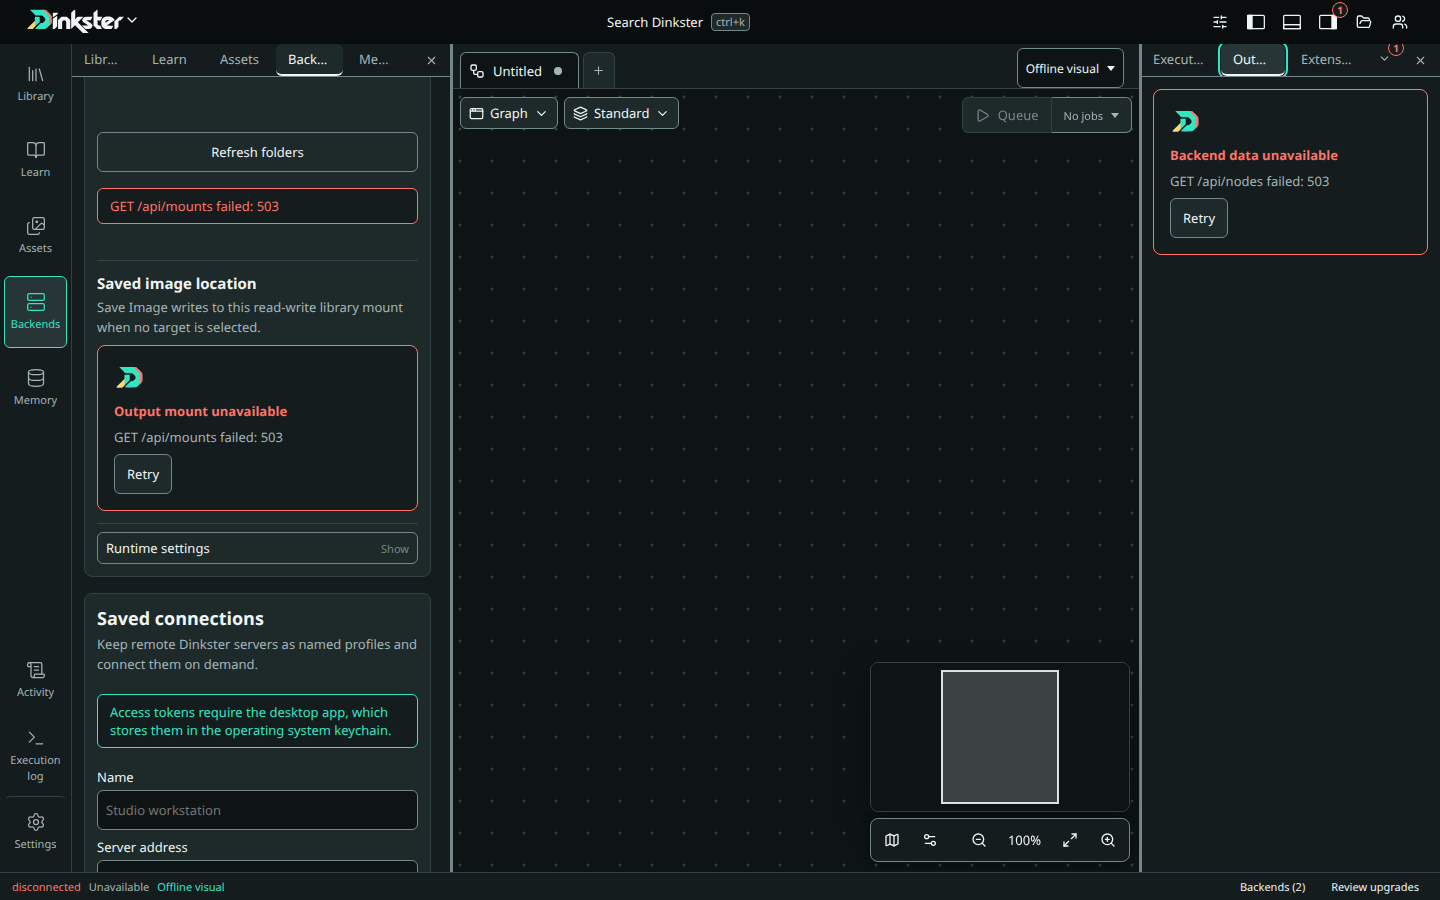 Dinkster
Search Dinkster
ctrl+k
1
Libr...
Learn
Assets
Back...
Me...
Library
Learn
Assets
Backends
Memory
Activity
Execution
log
Settings
Refresh folders
GET /api/mounts failed: 503
Saved image location
Save Image writes to this read-write library mount
when no target is selected.
Output mount unavailable
GET /api/mounts failed: 503
Retry
Runtime settings
Show
Saved connections
Keep remote Dinkster servers as named profiles and
connect them on demand.
Access tokens require the desktop app, which
stores them in the operating system keychain.
Name
Studio workstation
Server address
Untitled
Offline visual
Graph
Standard
Queue
No jobs
100%
Execut...
Out...
Extens...
1
Backend data unavailable
GET /api/nodes failed: 503
Retry
disconnected Unavailable Offline visual
Backends (2)
Review upgrades